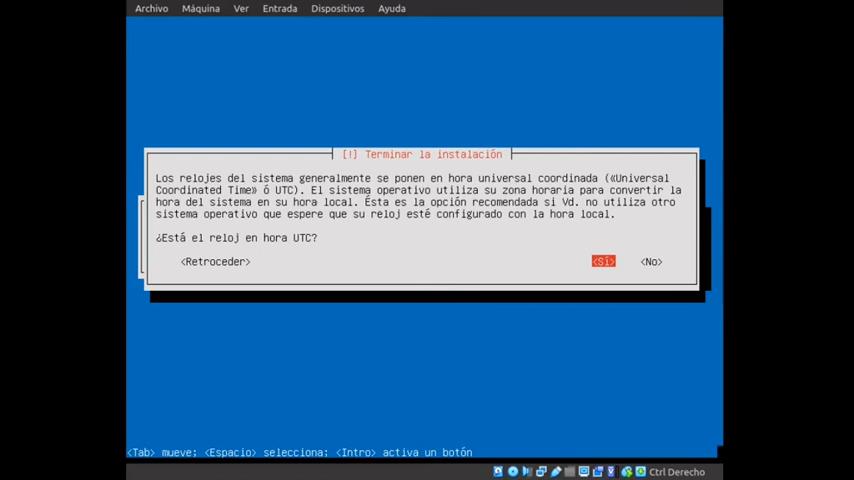 Archivo Máquina Ver Entrada Dispositivos Ayuda
[!] Terminar la instalación
Los relojes del sistema generalmente se ponen en hora universal coordinada («Universal
Coordinated Time» ó UTC). El sistema operativo utiliza su zona horaria para convertir la
hora del sistema en su hora local. Ésta es la opción recomendada si Vd. no utiliza otro
sistema operativo que espere que su reloj esté configurado con la hora local.
¿Está el reloj en hora UTC?
<Retroceder> <Sí> <No>
<Tab> mueve; <Espacio> selecciona; <Intro> activa un botón
Ctrl Derecho